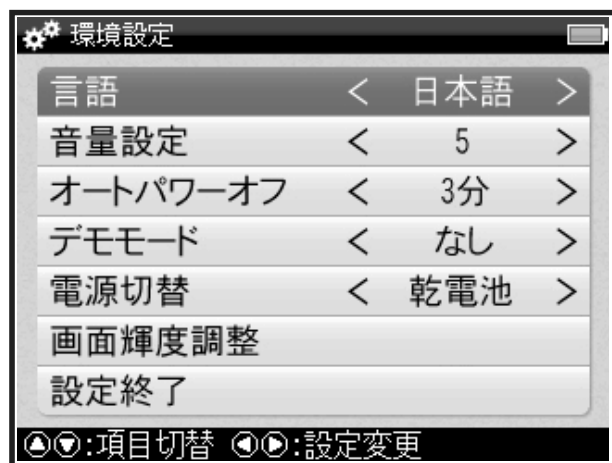 環境設定
言語 < 日本語 >
音量設定 < 5 >
オートパワーオフ < 3分 >
デモモード < なし >
電源切替 < 乾電池 >
画面輝度調整
設定終了
▲▼:項目切替 ◀▶:設定変更